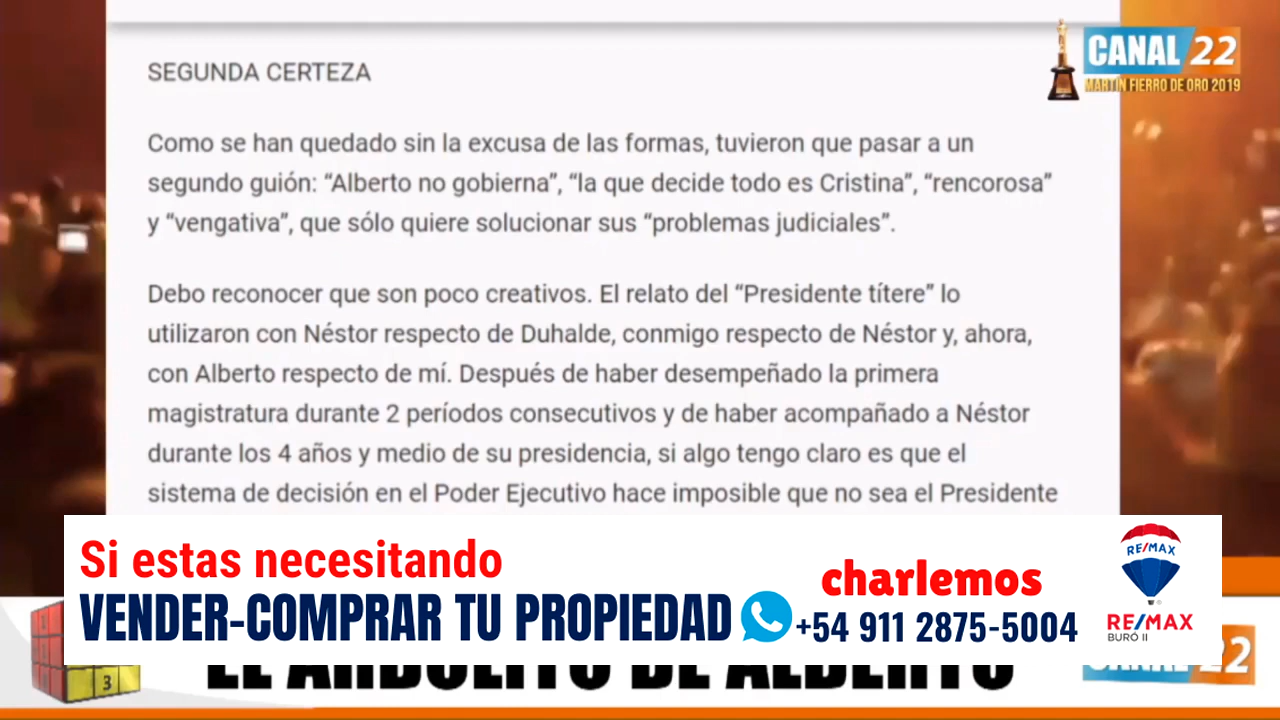 SEGUNDA CERTEZA
CANAL 22
MARTIN FIERRO DE ORO 2019
Como se han quedado sin la excusa de las formas, tuvieron que pasar a un
segundo guión: “Alberto no gobierna”, “la que decide todo es Cristina”, “rencorosa”
y “vengativa”, que sólo quiere solucionar sus “problemas judiciales”.
Debo reconocer que son poco creativos. El relato del “Presidente títere” lo
utilizaron con Néstor respecto de Duhalde, conmigo respecto de Néstor y, ahora,
con Alberto respecto de mí. Después de haber desempeñado la primera
magistratura durante 2 períodos consecutivos y de haber acompañado a Néstor
durante los 4 años y medio de su presidencia, si algo tengo claro es que el
sistema de decisión en el Poder Ejecutivo hace imposible que no sea el Presidente
Si estas necesitando
VENDER-COMPRAR TU PROPIEDAD
charlemos
+54 911 2875-5004
RE/MAX
RE/MAX
BURÓ II
EL ARBOLITO DE ALBERTO
CANAL 22
3